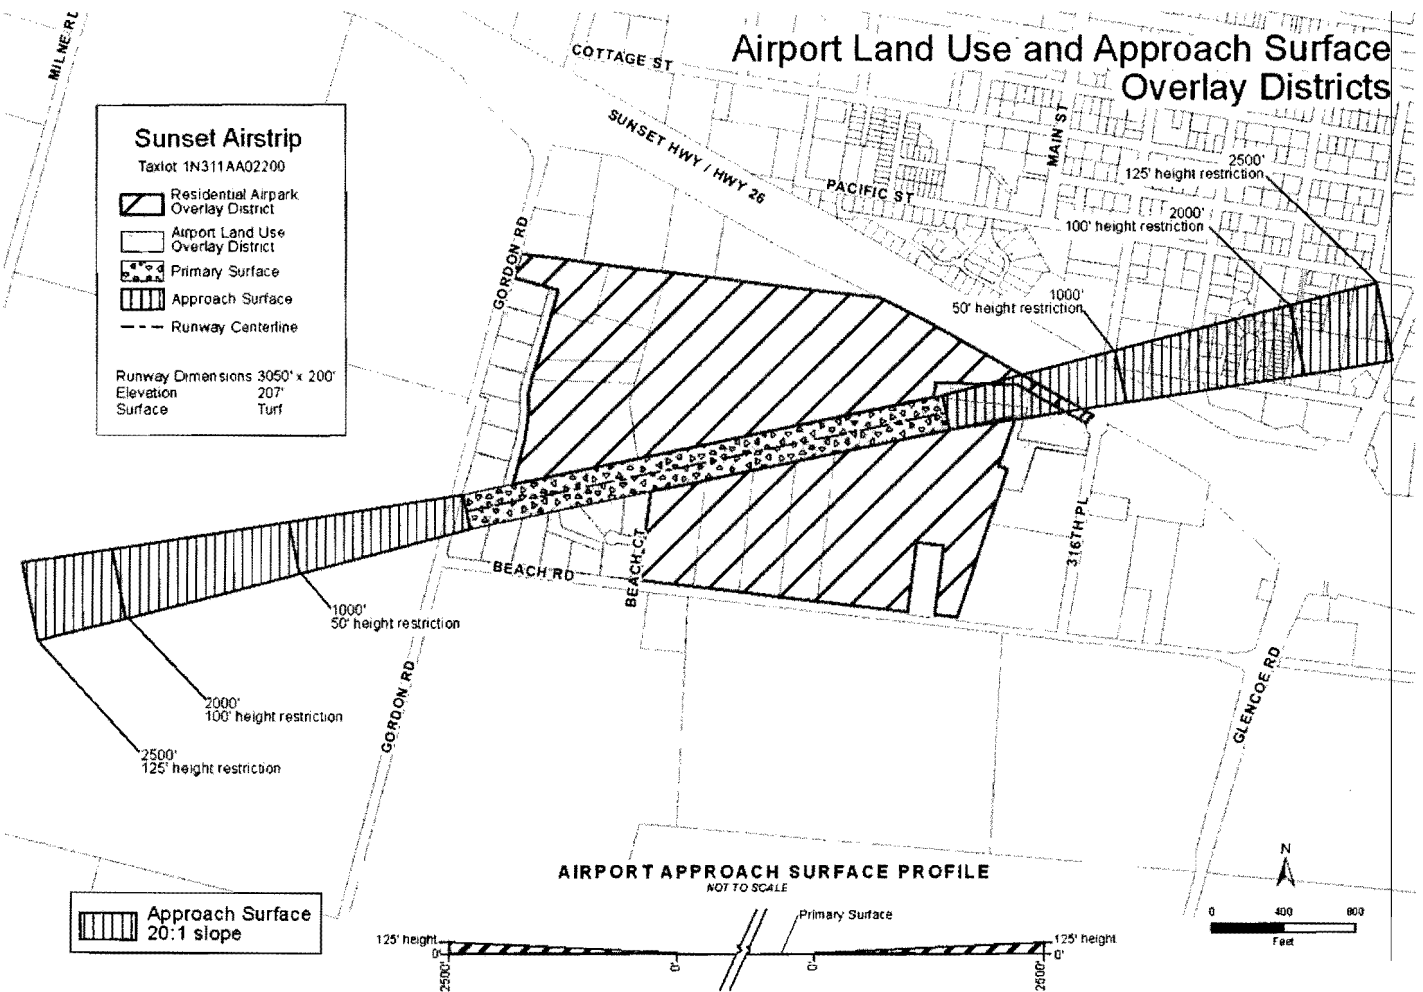 Airport Land Use and Approach Surface
Overlay Districts
MILNE RD
COTTAGE ST
SUNSET HWY / HWY 26
MAIN ST
PACIFIC ST
GORDON RD
Sunset Airstrip
Taxlot 1N311AA02200
Residential Airpark
Overlay District
Airport Land Use
Overlay District
Primary Surface
Approach Surface
Runway Centerline
Runway Dimensions 3050' x 200'
Elevation 207'
Surface Turf
2500'
125' height restriction
2000'
100' height restriction
1000'
50' height restriction
BEACH RD
BEACH CT
316TH PL
1000'
50' height restriction
2000'
100' height restriction
2500'
125' height restriction
GORDON RD
GLENCOE RD
AIRPORT APPROACH SURFACE PROFILE
NOT TO SCALE
Approach Surface
20:1 slope
Primary Surface
125' height
0'
2500'
0'
0'
2500'
125' height
0'
N
0 400 800
Feet